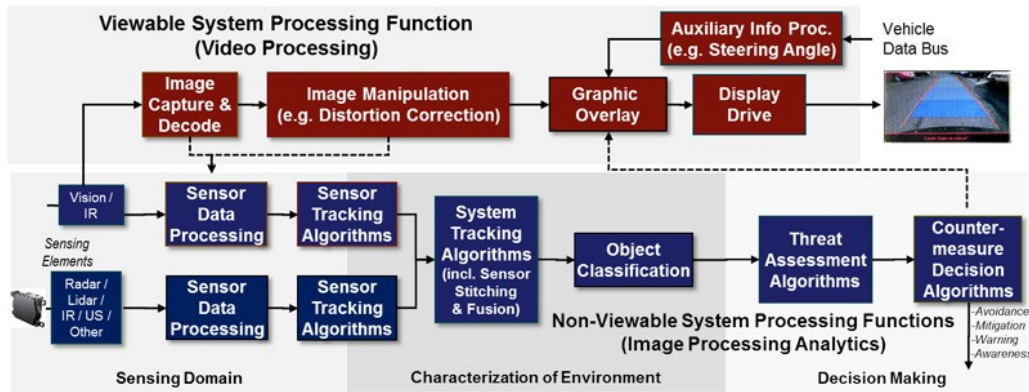 Viewable System Processing Function
(Video Processing)
Auxiliary Info Proc.
(e.g. Steering Angle)
Vehicle
Data Bus
Image
Capture &
Decode
Image Manipulation
(e.g. Distortion Correction)
Graphic
Overlay
Display
Drive
Vision /
IR
Sensor
Data
Processing
Sensor
Tracking
Algorithms
System
Tracking
Algorithms
(incl. Sensor
Stitching
& Fusion)
Object
Classification
Threat
Assessment
Algorithms
Counter-
measure
Decision
Algorithms
Sensing
Elements
Radar /
Lidar /
IR / US /
Other
Sensor
Data
Processing
Sensor
Tracking
Algorithms
Non-Viewable System Processing Functions
(Image Processing Analytics)
-Avoidance
-Mitigation
-Warning
-Awareness
Sensing Domain
Characterization of Environment
Decision Making